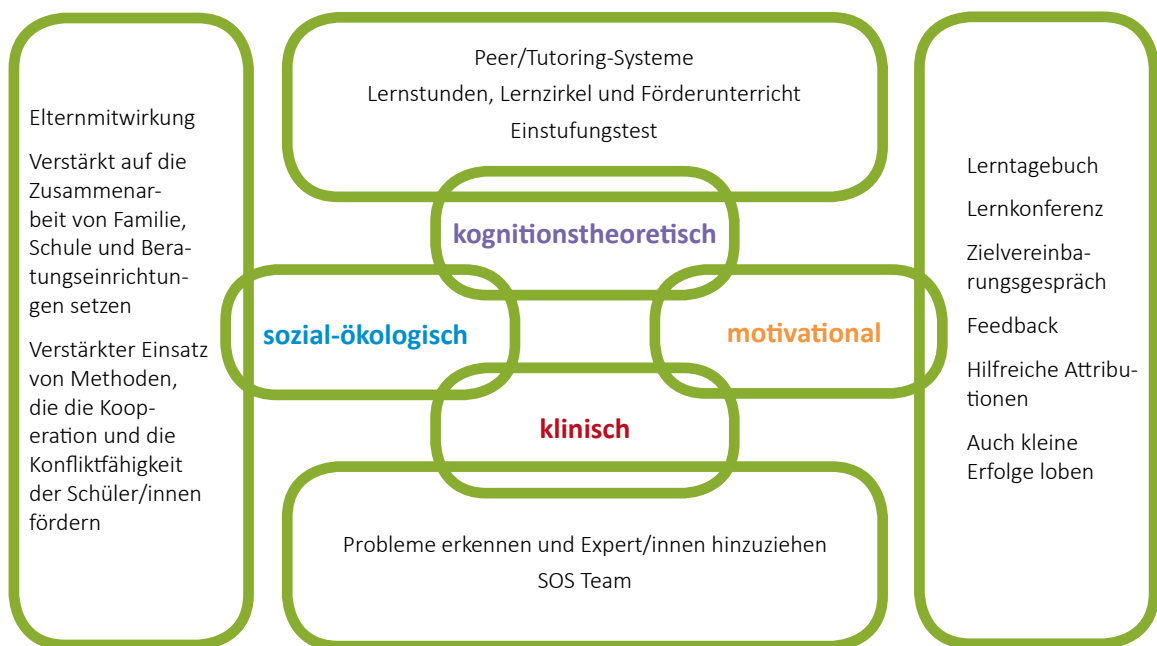 Peer/Tutoring-Systeme
Lernstunden, Lernzirkel und Förderunterricht
Einstufungstest
Elternmitwirkung
Verstärkt auf die
Zusammenar-
beit von Familie,
Schule und Bera-
tungseinrichtun-
gen setzen
Verstärkter Einsatz
von Methoden,
die die Koop-
eration und die
Konfliktfähigkeit
der Schüler/innen
fördern
kognitionstheoretisch
sozial-ökologisch
motivational
klinisch
Lerntagebuch
Lernkonferenz
Zielvereinba-
rungsgespräch
Feedback
Hilfreiche Attribu-
tionen
Auch kleine
Erfolge loben
Probleme erkennen und Expert/innen hinzuziehen
SOS Team